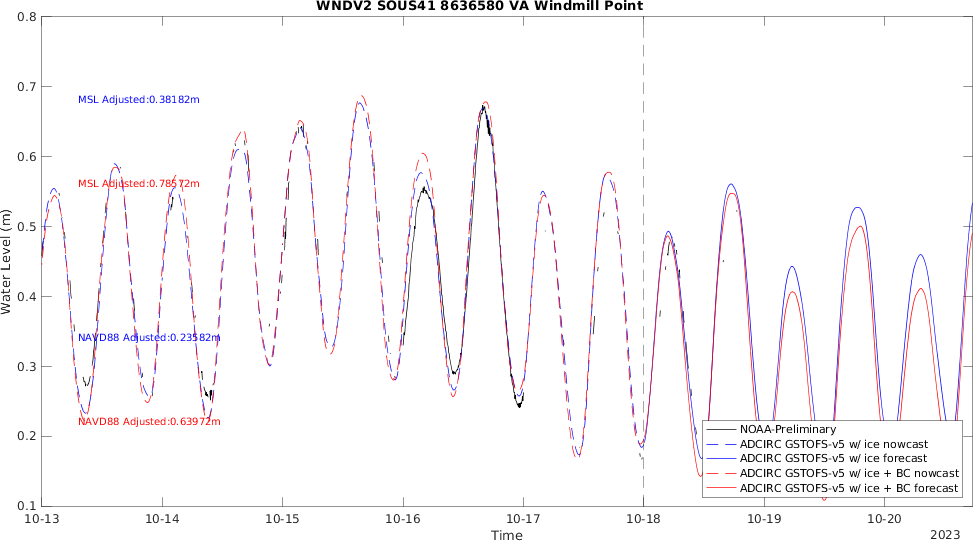 WNDV2 SOUS41 8636580 VA Windmill Point
Water Level (m)
0.8
0.7
0.6
0.5
0.4
0.3
0.2
0.1
MSL Adjusted:0.38182m
MSL Adjusted:0.78572m
NAVD88 Adjusted:0.23582m
NAVD88 Adjusted:0.63972m
NOAA-Preliminary
ADCIRC GSTOFS-v5 w/ ice nowcast
ADCIRC GSTOFS-v5 w/ ice forecast
ADCIRC GSTOFS-v5 w/ ice + BC nowcast
ADCIRC GSTOFS-v5 w/ ice + BC forecast
10-13 10-14 10-15 10-16 10-17 10-18 10-19 10-20
Time
2023